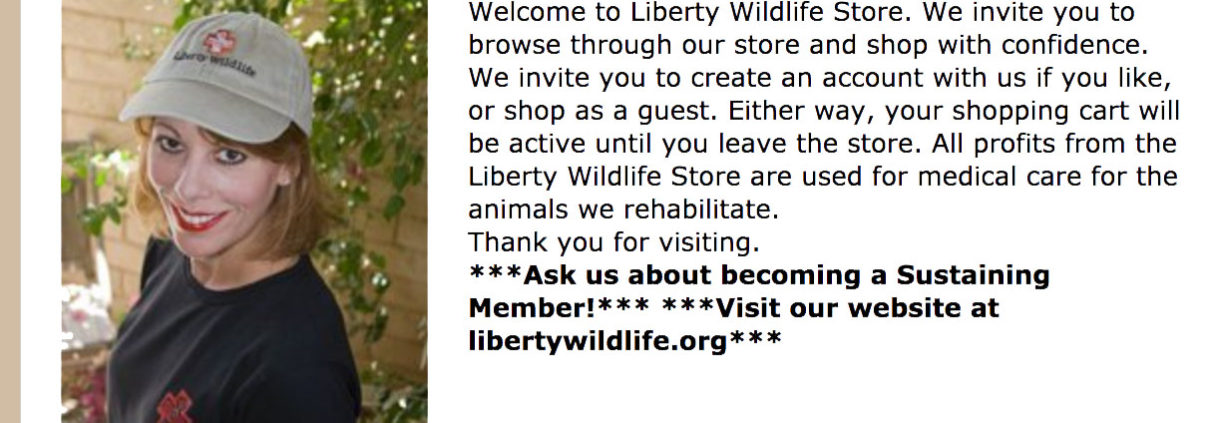 Liberty Wildlife
Welcome to Liberty Wildlife Store. We invite you to
browse through our store and shop with confidence.
We invite you to create an account with us if you like,
or shop as a guest. Either way, your shopping cart will
be active until you leave the store. All profits from the
Liberty Wildlife Store are used for medical care for the
animals we rehabilitate.
Thank you for visiting.
***Ask us about becoming a Sustaining
Member!*** ***Visit our website at
libertywildlife.org***